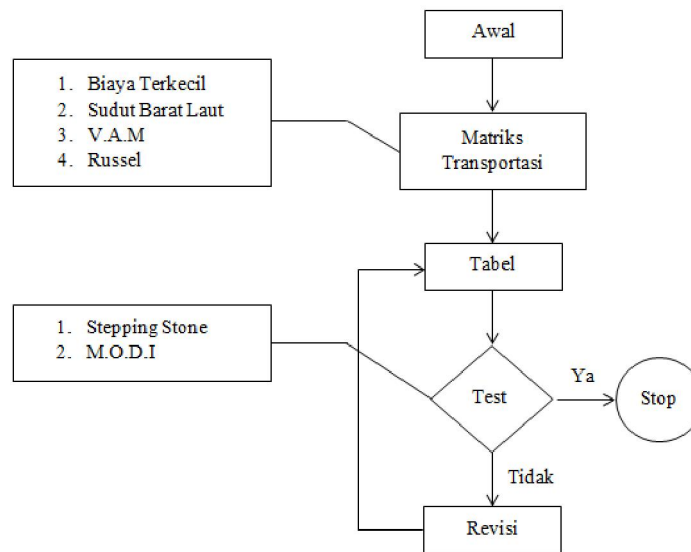 Awal
1. Biaya Terkecil
2. Sudut Barat Laut
3. V.A.M
4. Russel
Matriks
Transportasi
Tabel
1. Stepping Stone
2. M.O.D.I
Test
Ya
Stop
Tidak
Revisi